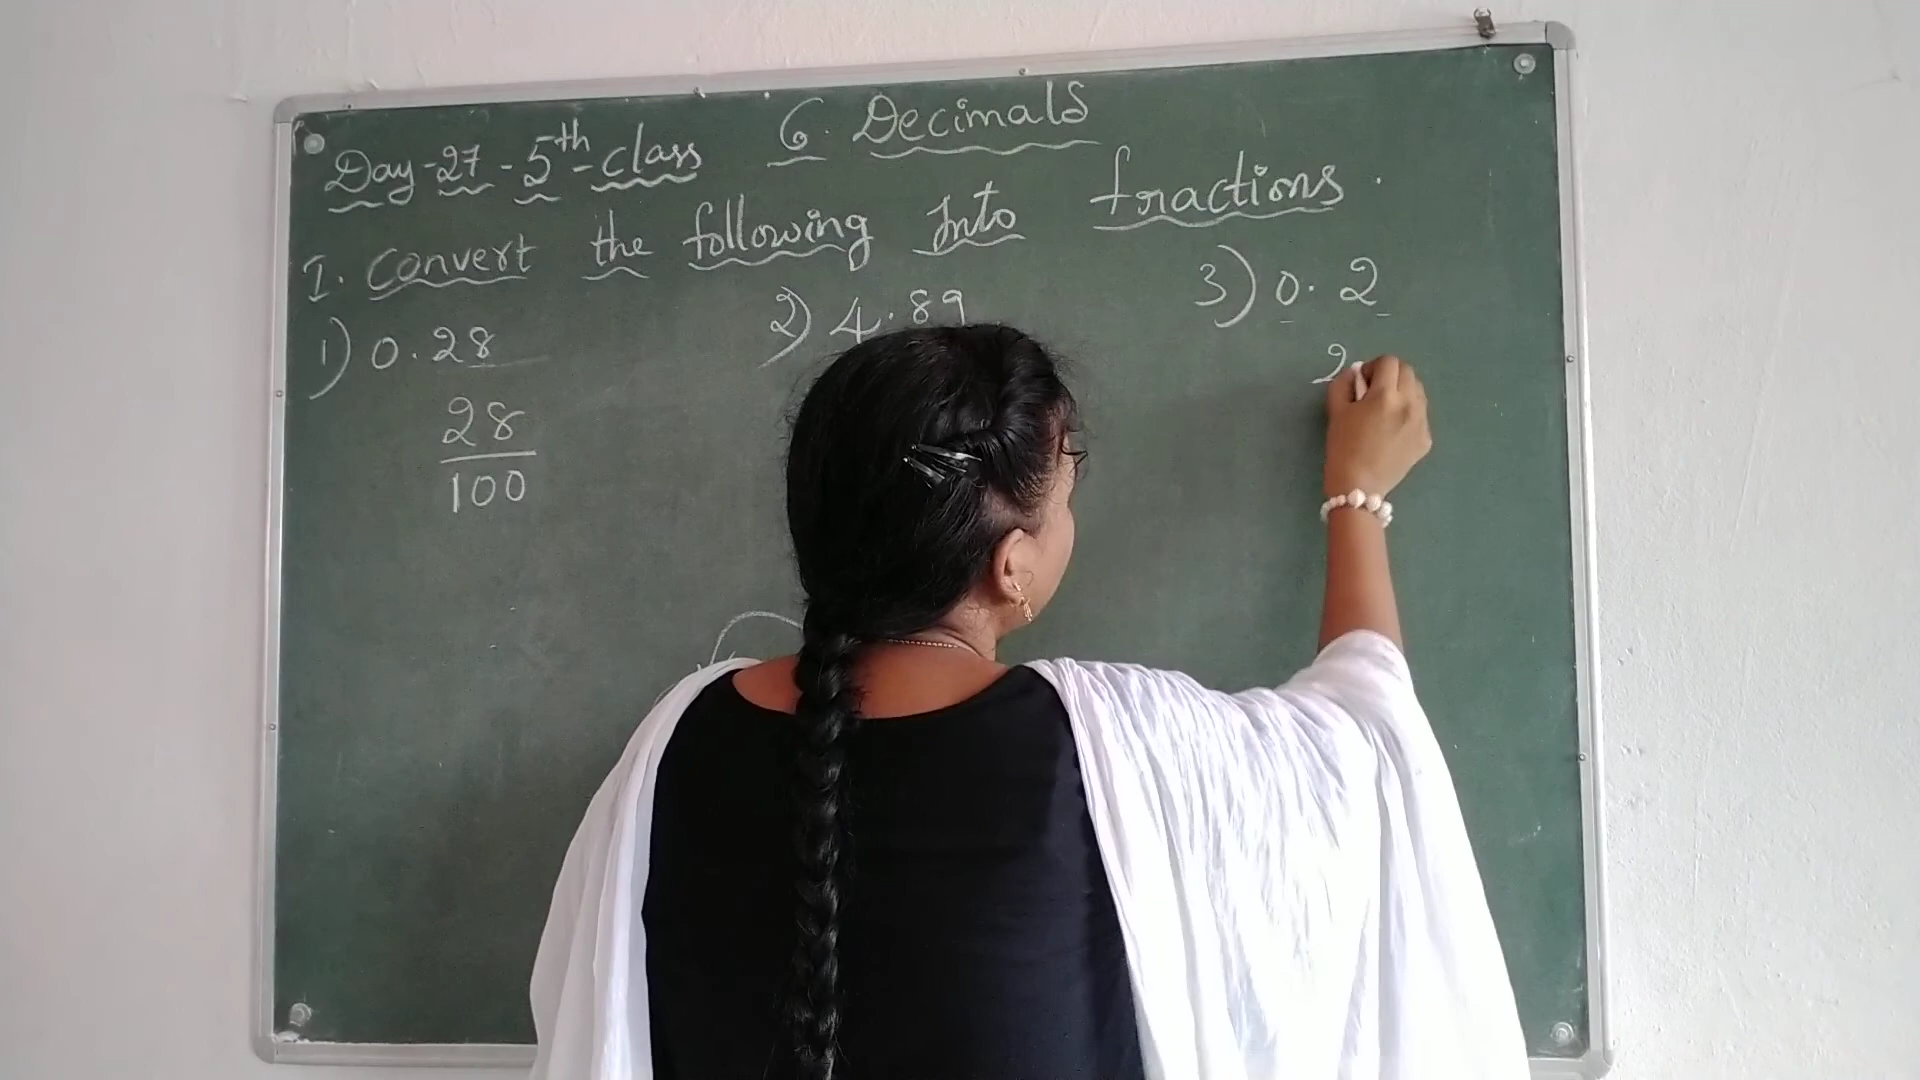 Day-27-5th-class 6. Decimals
I. Convert the following Into fractions.
1) 0.28 2) 4.89 3) 0.2
28
100
2